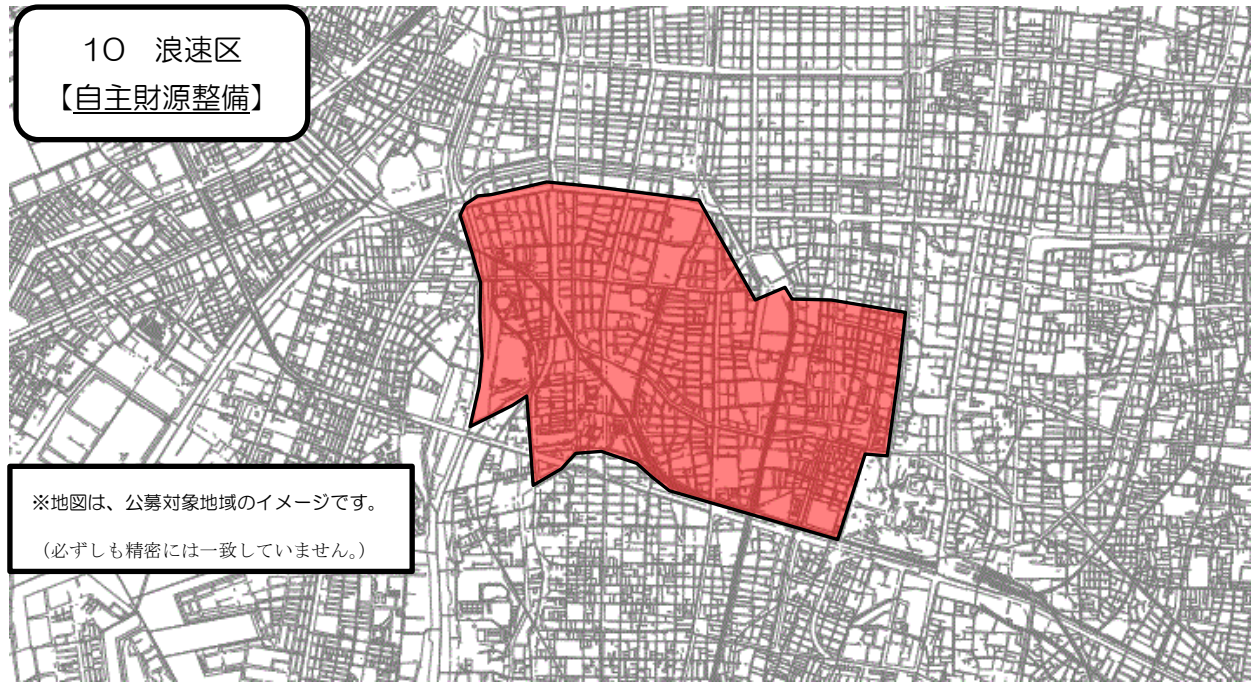 10　浪速区
【自主財源整備】
※地図は、公募対象地域のイメージです。
（必ずしも精密には一致していません。）